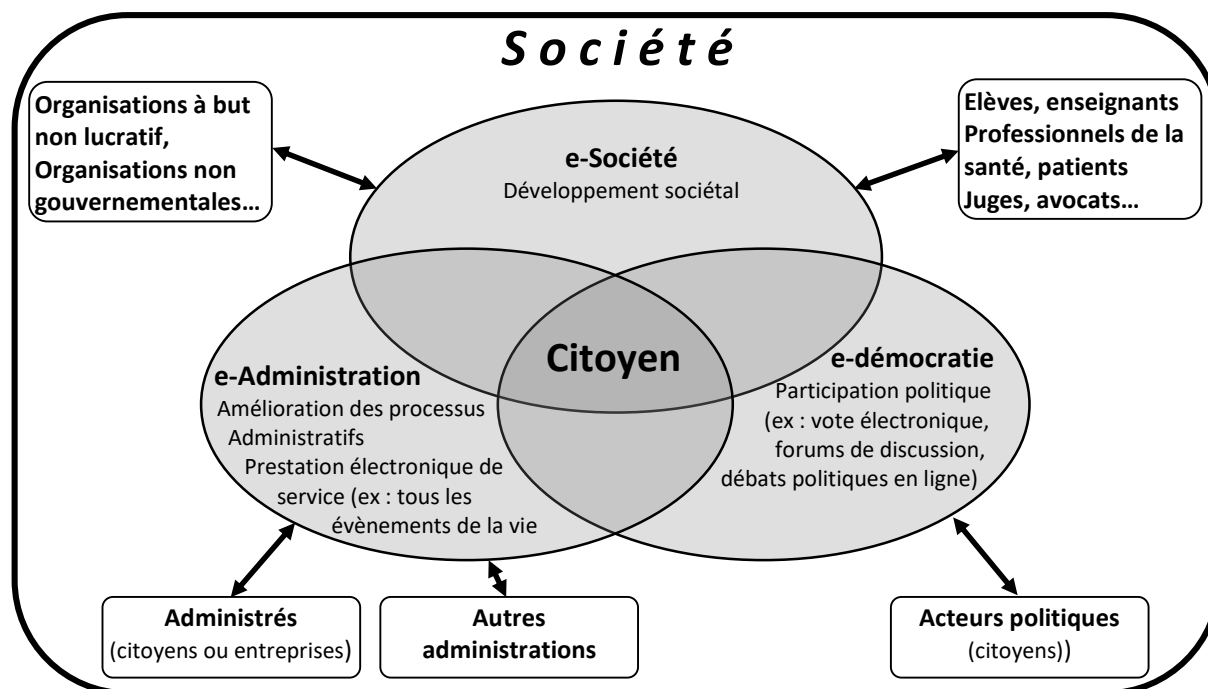 Société
Organisations à but
non lucratif,
Organisations non
gouvernementales…
Elèves, enseignants
Professionnels de la
santé, patients
Juges, avocats…
e-Société
Développement sociétal
Citoyen
e-Administration
Amélioration des processus
Administratifs
Prestation électronique de
service (ex : tous les
évènements de la vie
e-démocratie
Participation politique
(ex : vote électronique,
forums de discussion,
débats politiques en ligne)
Administrés
(citoyens ou entreprises)
Autres
administrations
Acteurs politiques
(citoyens))